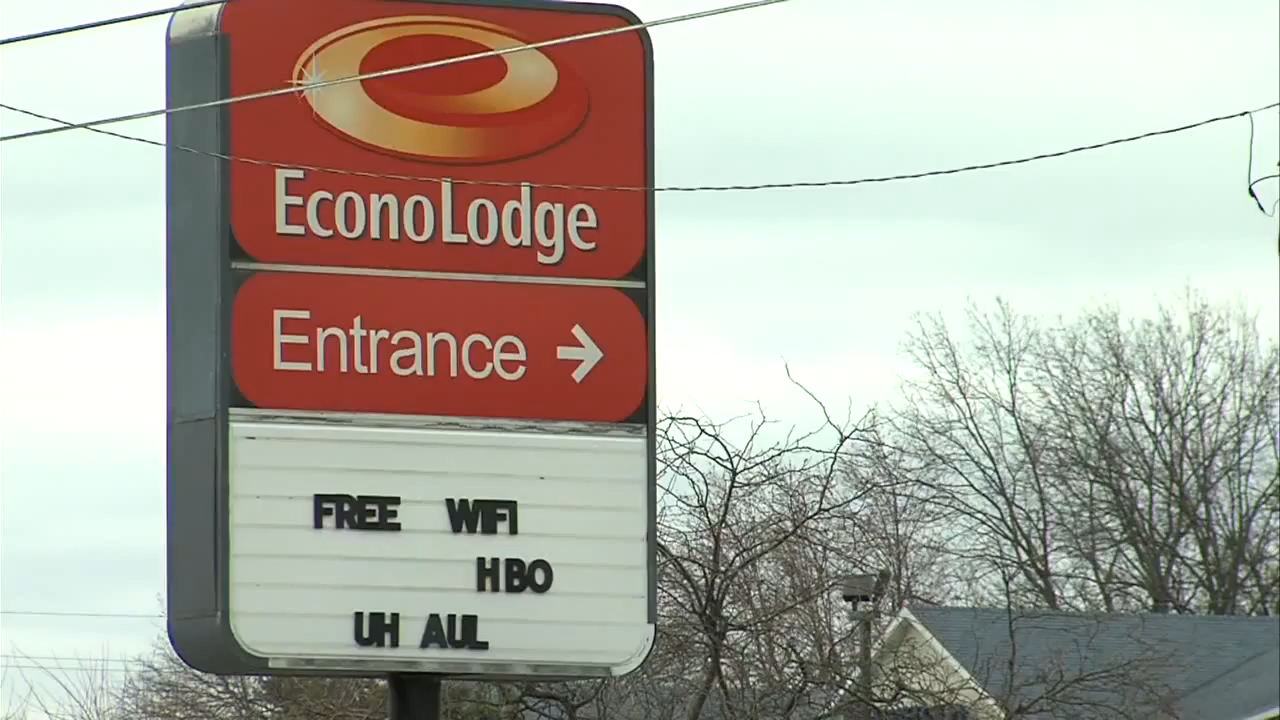 EconoLodge
Entrance →
FREE WIFI
HBO
UH AUL